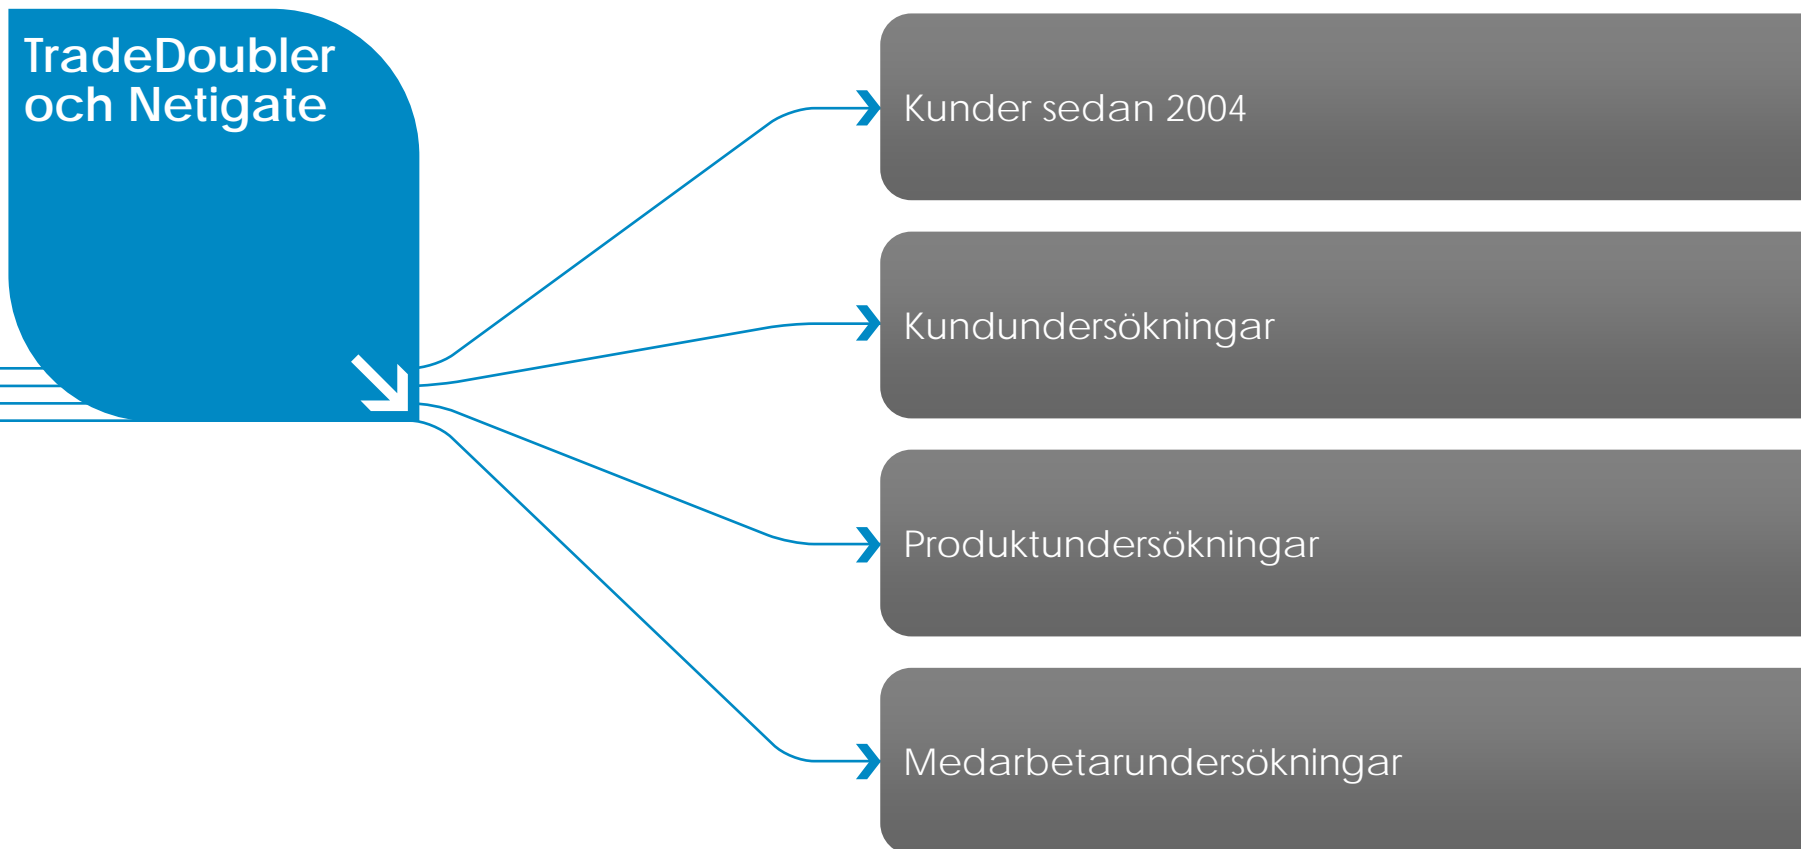 TradeDoubler
och Netigate
Kunder sedan 2004
Kundundersökningar
Produktundersökningar
Medarbetarundersökningar